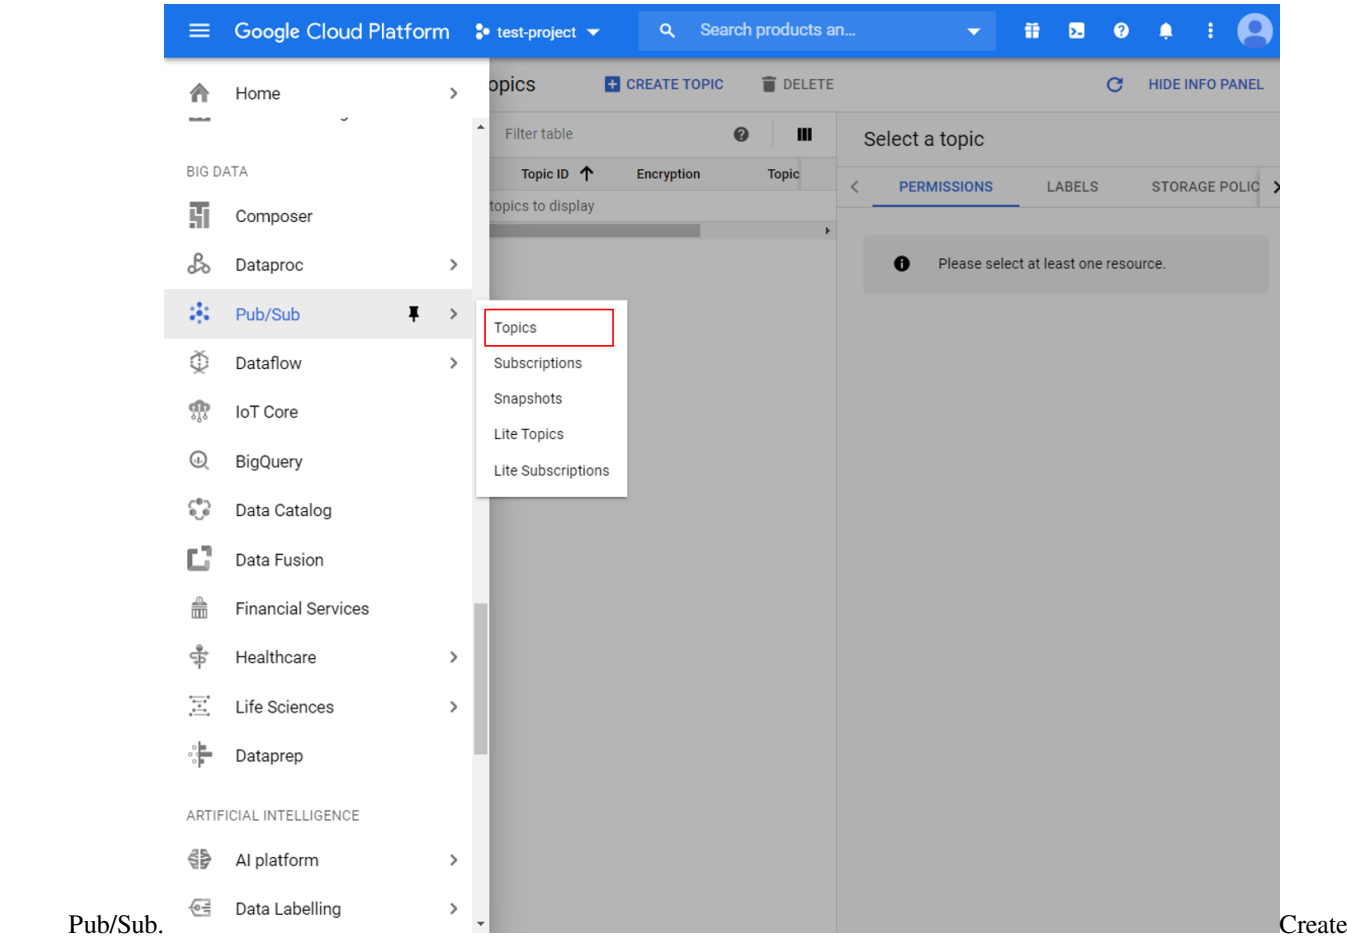 Google Cloud Platform
test-project
Search products an...
Home
opics
CREATE TOPIC
DELETE
HIDE INFO PANEL
Filter table
Select a topic
BIG DATA
Topic ID
Encryption
Topic
PERMISSIONS
LABELS
STORAGE POLIC
topics to display
Composer
Dataproc
Please select at least one resource.
Pub/Sub
Topics
Subscriptions
Snapshots
Lite Topics
Lite Subscriptions
Dataflow
IoT Core
BigQuery
Data Catalog
Data Fusion
Financial Services
Healthcare
Life Sciences
Dataprep
ARTIFICIAL INTELLIGENCE
AI platform
Data Labelling
Pub/Sub.
Create